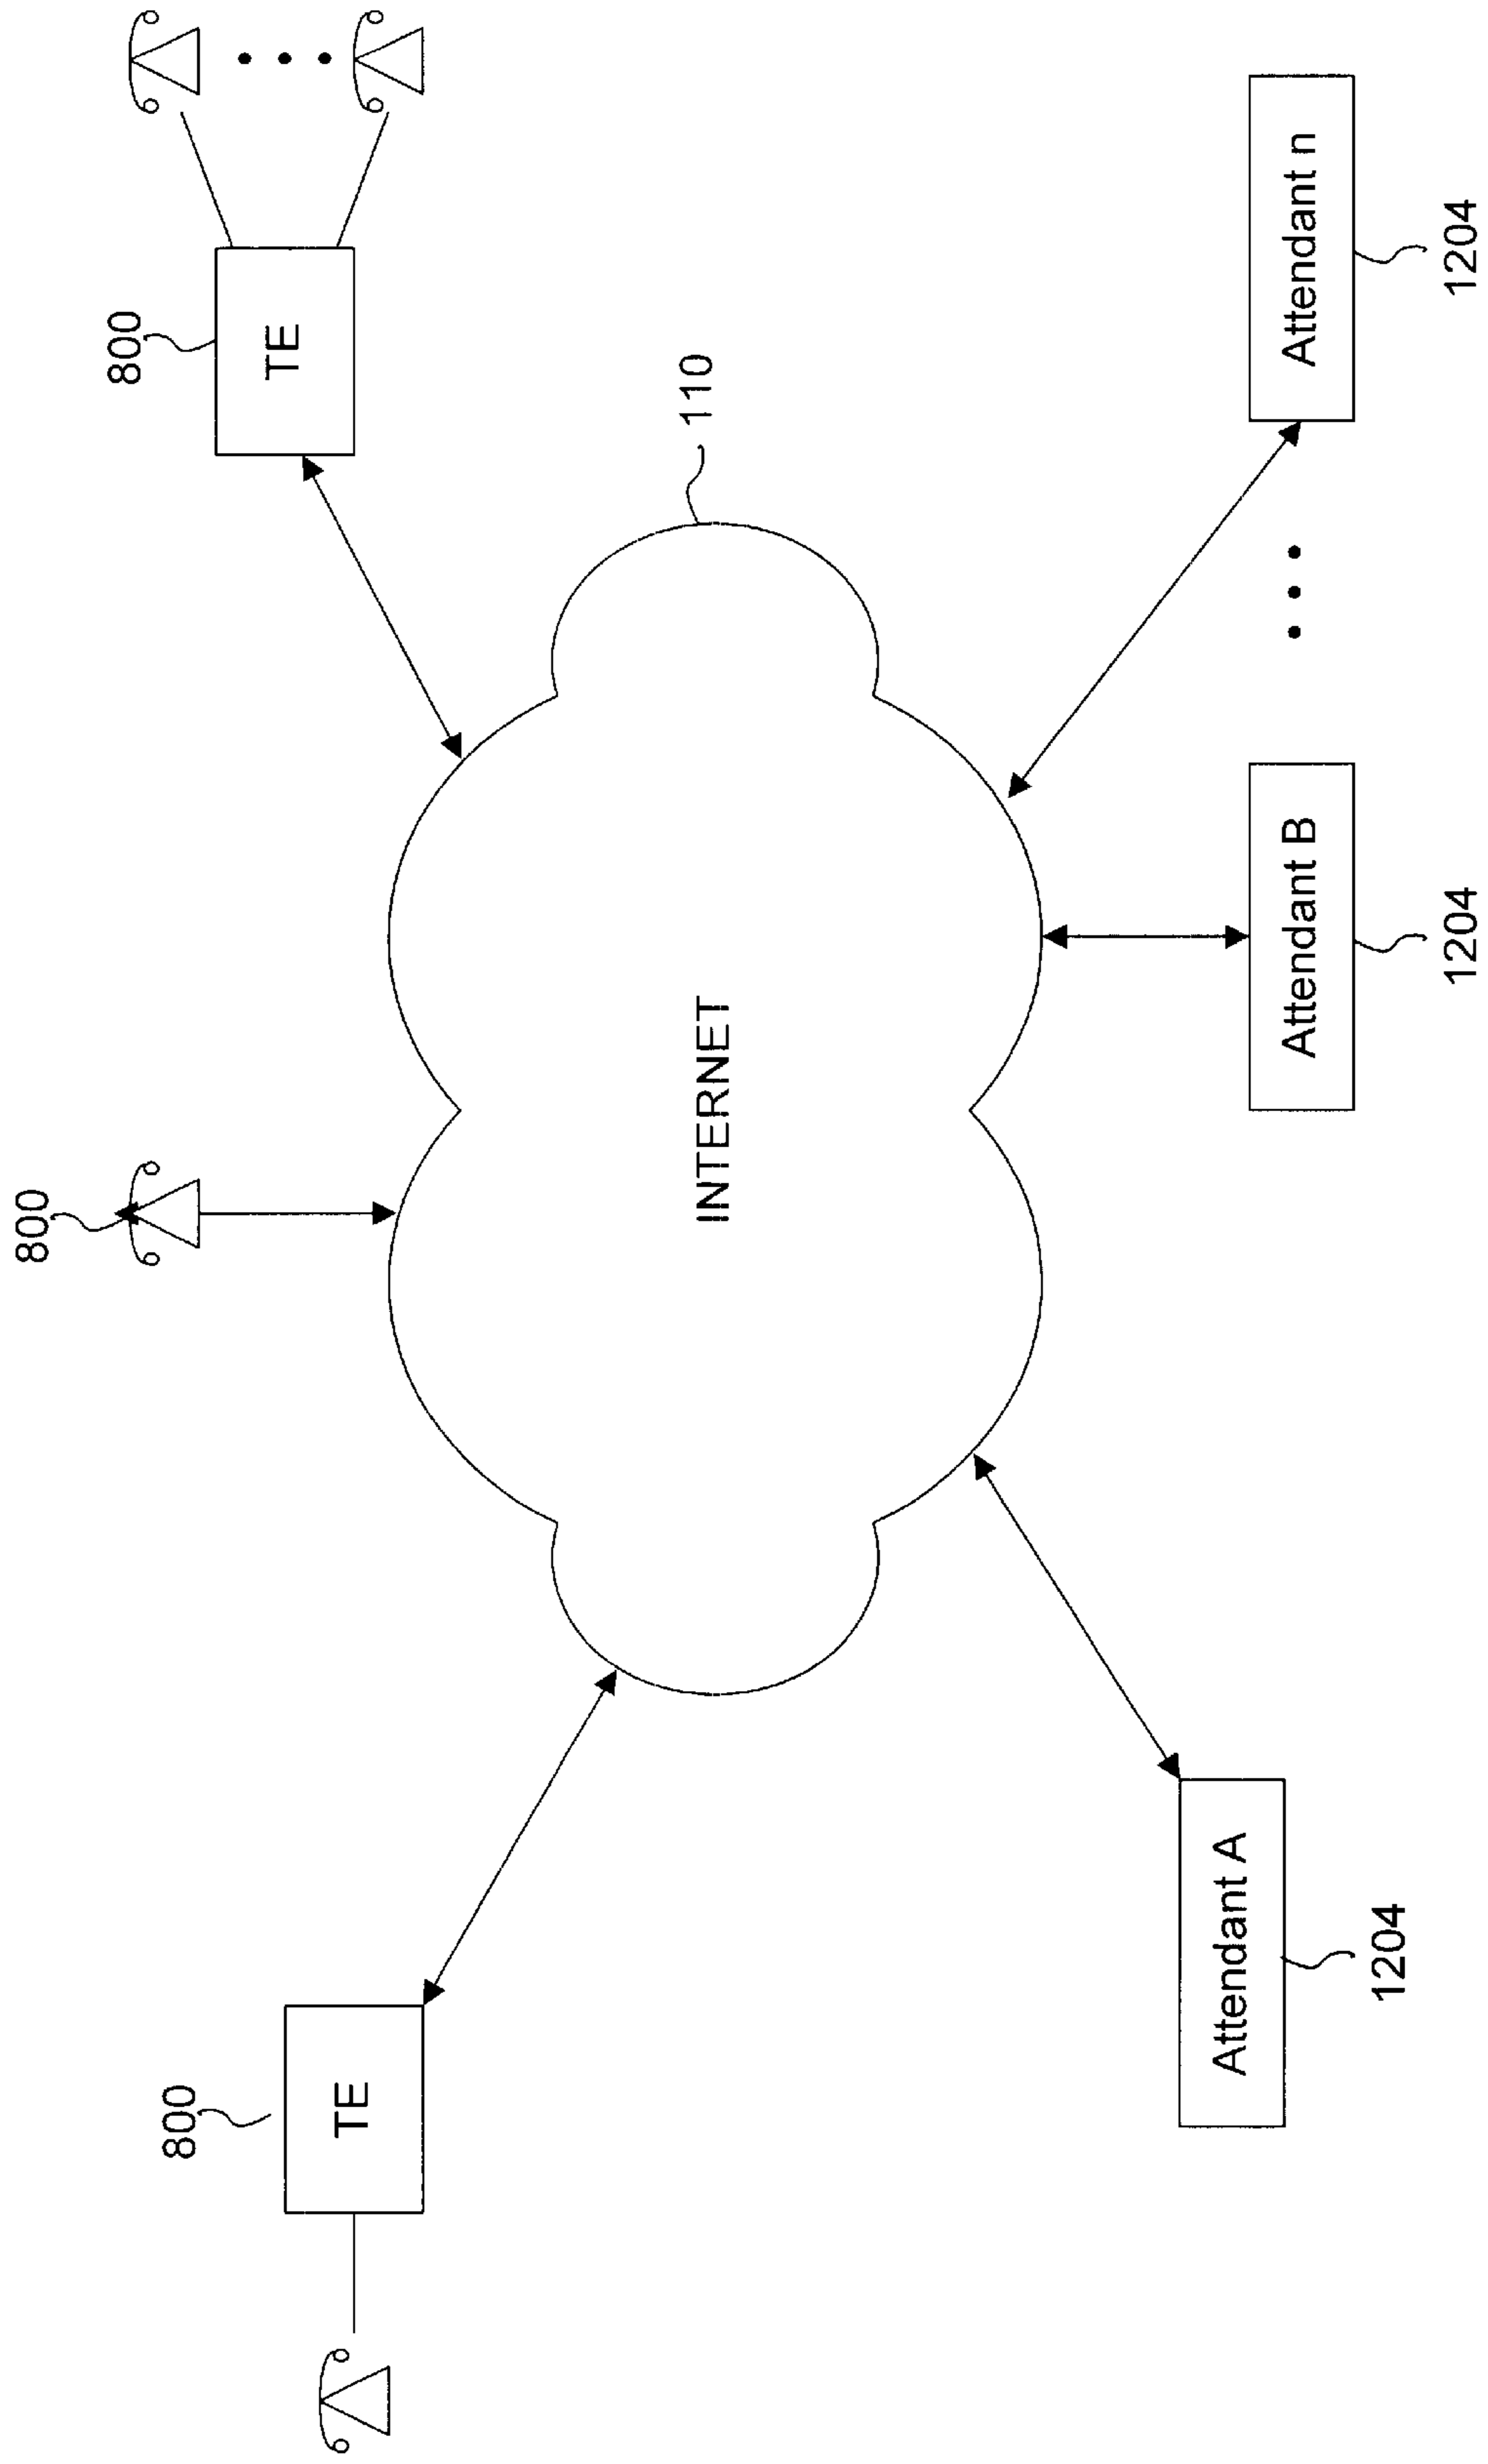 800
800
TE
800
TE
110
INTERNET
Attendant A
1204
Attendant B
1204
Attendant n
1204